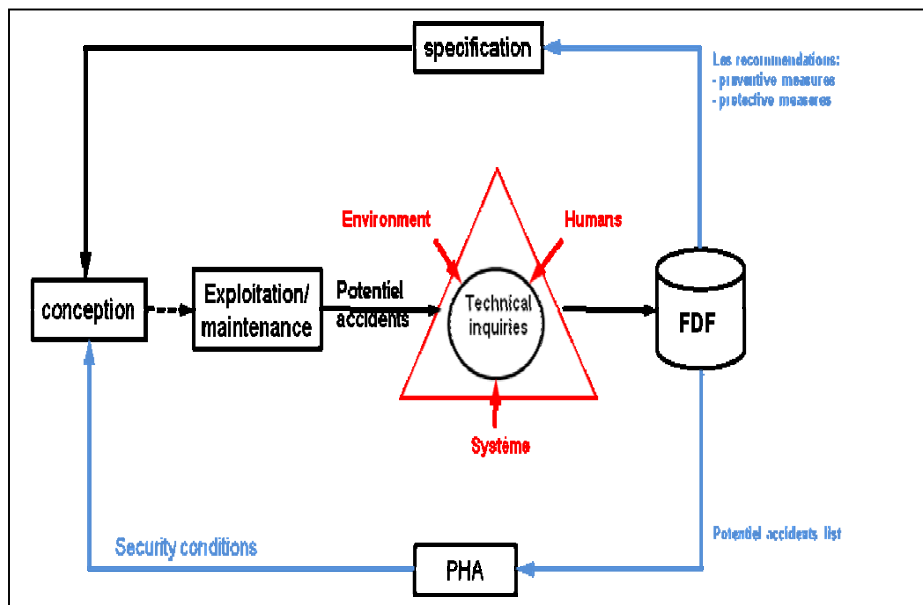 specification
Les recommendations:
- preventive measures
- protective measures
Environment
Humans
conception
Exploitation/
maintenance
Potentiel
accidents
Technical
inquiries
FDF
Système
Security conditions
PHA
Potentiel accidents list